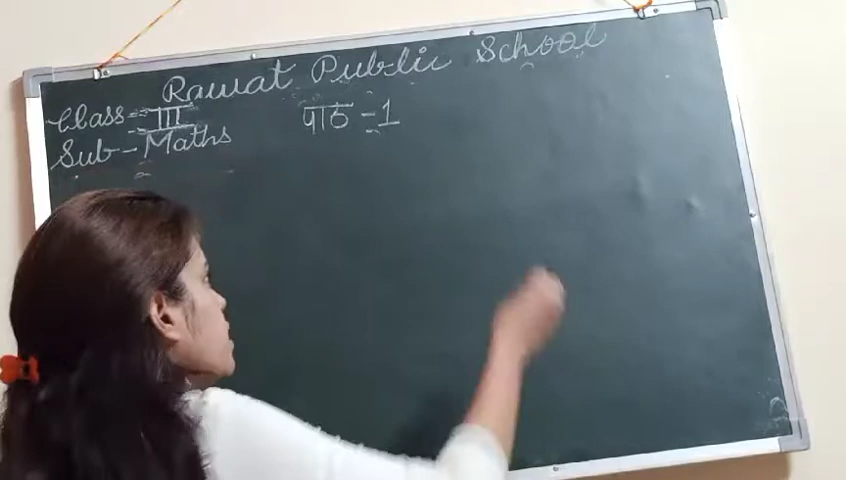 Rawat Public School
Class = III
Sub - Maths
पाठ - 1